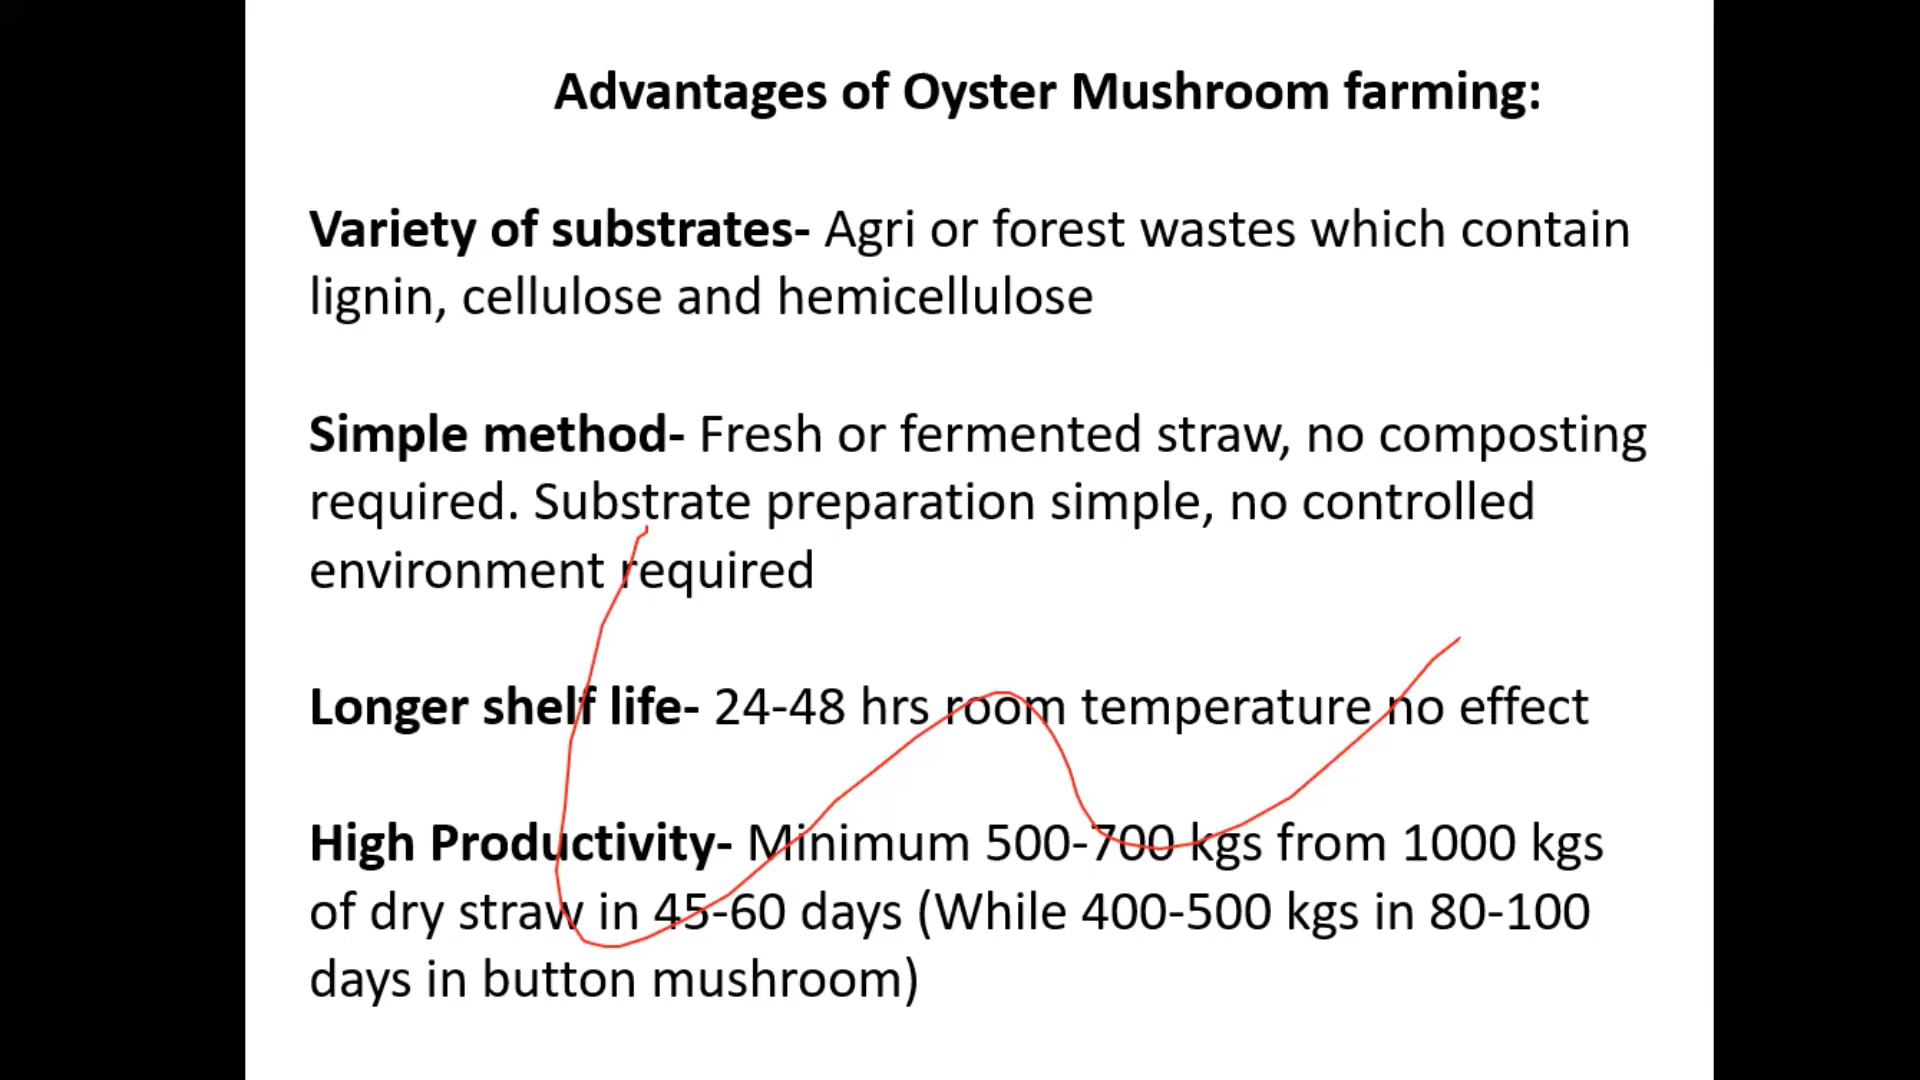 Advantages of Oyster Mushroom farming:
Variety of substrates- Agri or forest wastes which contain
lignin, cellulose and hemicellulose
Simple method- Fresh or fermented straw, no composting
required. Substrate preparation simple, no controlled
environment required
Longer shelf life- 24-48 hrs room temperature no effect
High Productivity- Minimum 500-700 kgs from 1000 kgs
of dry straw in 45-60 days (While 400-500 kgs in 80-100
days in button mushroom)